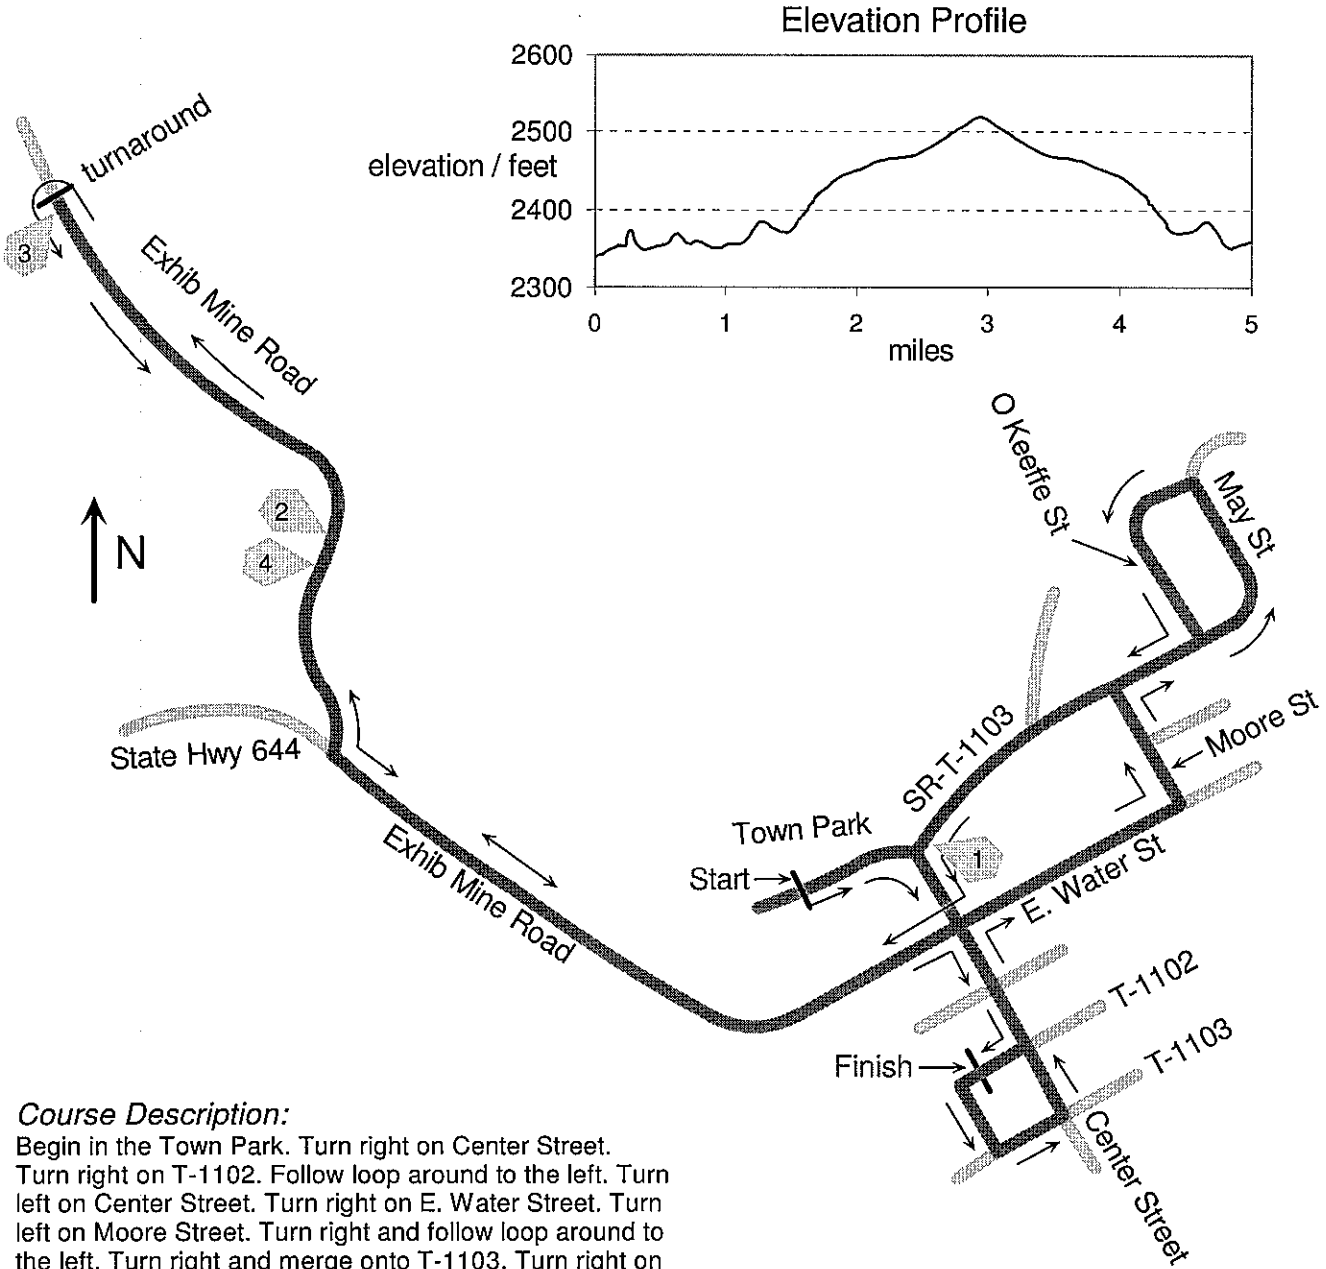 Elevation Profile
2600
2500
elevation / feet
2400
2300
0 1 2 3 4 5
miles
turnaround
3
Exhib Mine Road
2
4
N
O Keeffe St
May St
State Hwy 644
SR-T-1103
Moore St
Town Park
Start
1
E. Water St
Exhib Mine Road
T-1102
T-1103
Finish
Center Street
Course Description:
Begin in the Town Park. Turn right on Center Street.
Turn right on T-1102. Follow loop around to the left. Turn
left on Center Street. Turn right on E. Water Street. Turn
left on Moore Street. Turn right and follow loop around to
the left. Turn right and merge onto T-1103. Turn right on